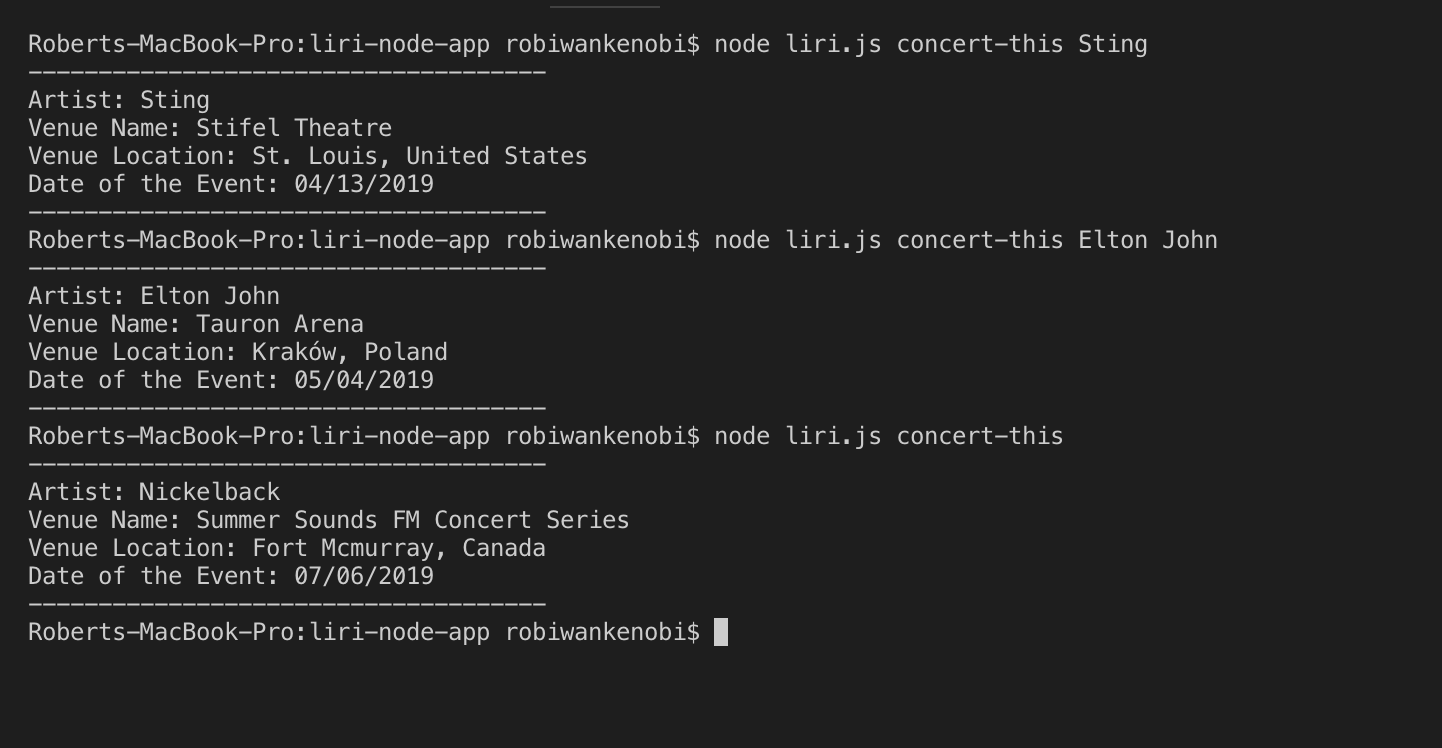 Roberts-MacBook-Pro:liri-node-app robiwankenobi$ node liri.js concert-this Sting
-------------------------------------
Artist: Sting
Venue Name: Stifel Theatre
Venue Location: St. Louis, United States
Date of the Event: 04/13/2019
-------------------------------------
Roberts-MacBook-Pro:liri-node-app robiwankenobi$ node liri.js concert-this Elton John
-------------------------------------
Artist: Elton John
Venue Name: Tauron Arena
Venue Location: Kraków, Poland
Date of the Event: 05/04/2019
-------------------------------------
Roberts-MacBook-Pro:liri-node-app robiwankenobi$ node liri.js concert-this
-------------------------------------
Artist: Nickelback
Venue Name: Summer Sounds FM Concert Series
Venue Location: Fort Mcmurray, Canada
Date of the Event: 07/06/2019
-------------------------------------
Roberts-MacBook-Pro:liri-node-app robiwankenobi$